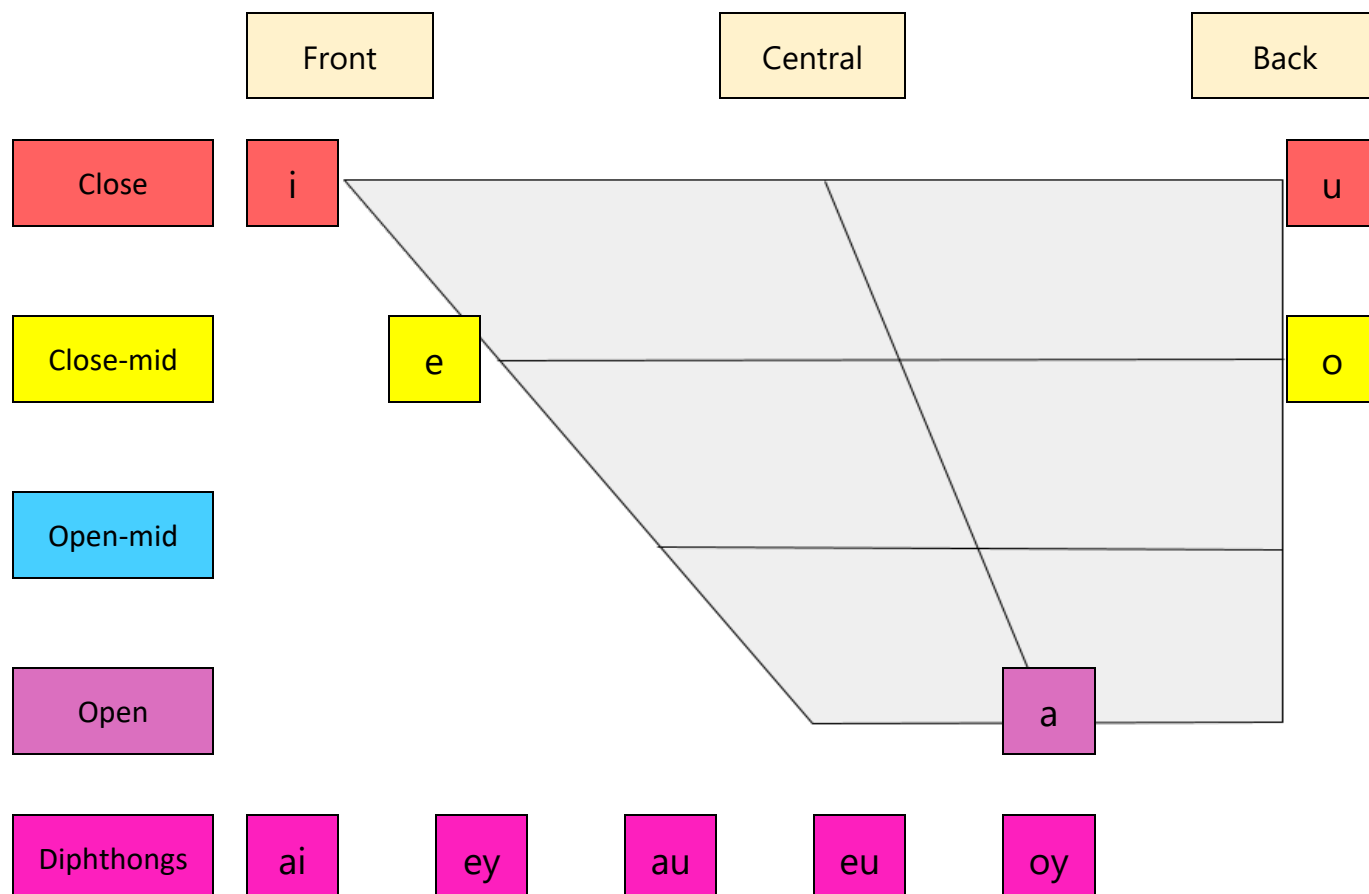 Front Central Back
Close i u
Close-mid e o
Open-mid
Open a
Diphthongs ai ey au eu oy